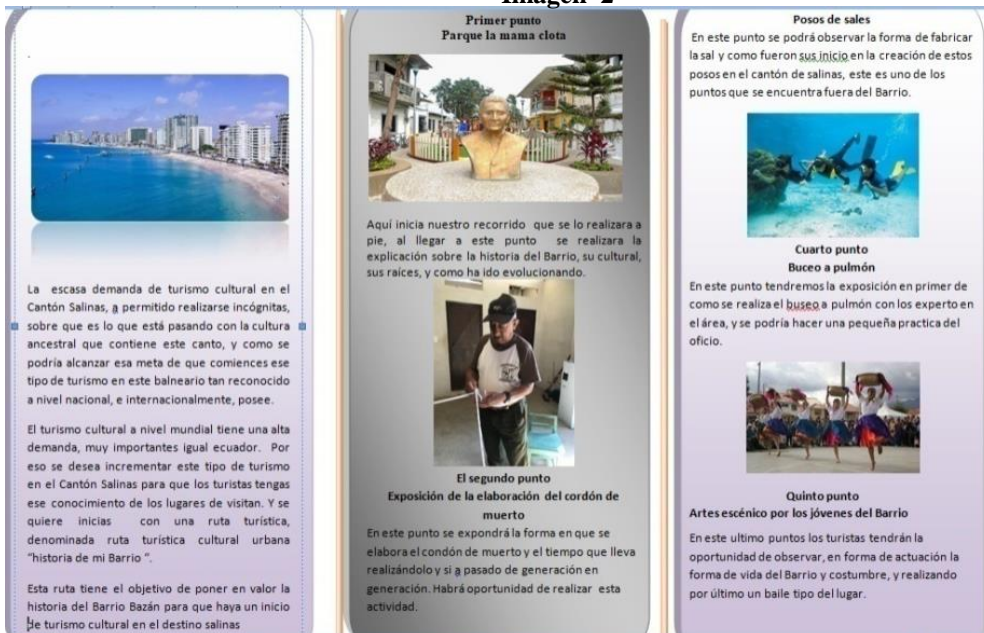 Imagen 2
La escasa demanda de turismo cultural en el
Cantón Salinas, a permitido realizarse incógnitas,
sobre que es lo que está pasando con la cultura
ancestral que contiene este canto, y como se
podría alcanzar esa meta de que comiences ese
tipo de turismo en este balneario tan reconocido
a nivel nacional, e internacionalmente, posee.
El turismo cultural a nivel mundial tiene una alta
demanda, muy importantes igual ecuador. Por
eso se desea incrementar este tipo de turismo
en el Cantón Salinas para que los turistas tengas
ese conocimiento de los lugares de visitan. Y se
quiere inicias con una ruta turística,
denominada ruta turística cultural urbana
"historia de mi Barrio ".
Esta ruta tiene el objetivo de poner en valor la
historia del Barrio Bazán para que haya un inicio
de turismo cultural en el destino salinas
Primer punto
Parque la mama clota
Aquí inicia nuestro recorrido que se lo realizara a
pie, al llegar a este punto se realizara la
explicación sobre la historia del Barrio, su cultural,
sus raíces, y como ha ido evolucionando.
El segundo punto
Exposición de la elaboración del cordón de
muerto
En este punto se expondrá la forma en que se
elabora el condón de muerto y el tiempo que lleva
realizándolo y si a pasado de generación en
generación. Habrá oportunidad de realizar esta
actividad.
Posos de sales
En este punto se podrá observar la forma de fabricar
la sal y como fueron sus inicio en la creación de estos
posos en el cantón de salinas, este es uno de los
puntos que se encuentra fuera del Barrio.
Cuarto punto
Buceo a pulmón
En este punto tendremos la exposición en primer de
como se realiza el buseo a pulmón con los experto en
el área, y se podría hacer una pequeña practica del
oficio.
Quinto punto
Artes escénico por los jóvenes del Barrio
En este ultimo puntos los turistas tendrán la
oportunidad de observar, en forma de actuación la
forma de vida del Barrio y costumbre, y realizando
por último un baile tipo del lugar.